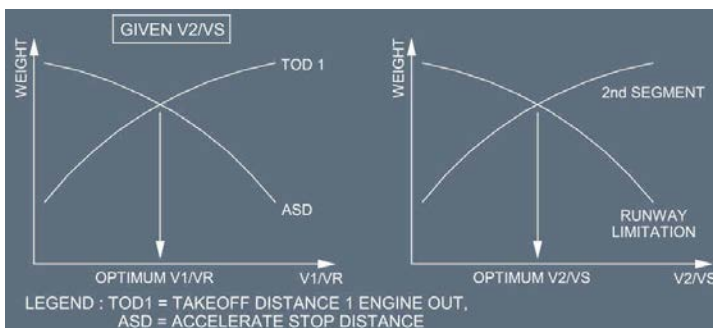 GIVEN V2/VS
WEIGHT
TOD 1
ASD
OPTIMUM V1/VR
V1/VR
WEIGHT
2nd SEGMENT
RUNWAY
LIMITATION
OPTIMUM V2/VS
V2/VS
LEGEND : TOD1 = TAKEOFF DISTANCE 1 ENGINE OUT,
ASD = ACCELERATE STOP DISTANCE